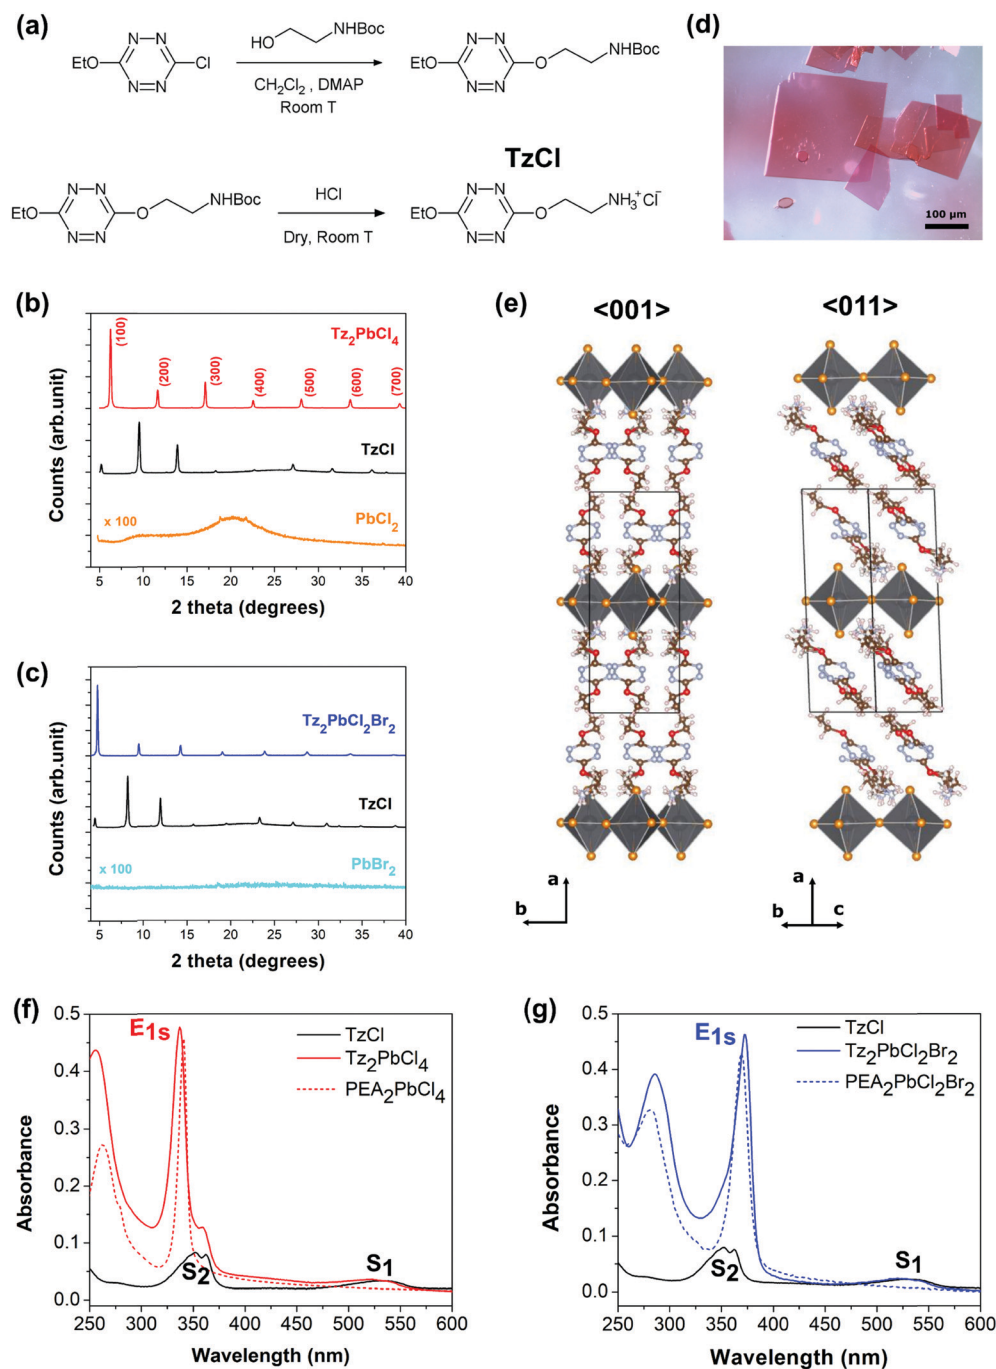 (a)
HO NHBoc
EtO N N N N Cl
CH2Cl2 , DMAP
Room T
EtO N N N N O NHBoc
TzCl
EtO N N N N O NHBoc
HCl
Dry, Room T
EtO N N N N O NH3+Cl−
(d)
100 µm
(b)
Counts (arb.unit)
Tz2PbCl4
(100)
(200)
(300)
(400)
(500)
(600)
(700)
TzCl
PbCl2
x 100
5 10 15 20 25 30 35 40
2 theta (degrees)
(c)
Counts (arb.unit)
Tz2PbCl2Br2
TzCl
PbBr2
x 100
5 10 15 20 25 30 35 40
2 theta (degrees)
(e)
<001>
<011>
a
b
a
b c
(f)
E1s
TzCl
Tz2PbCl4
PEA2PbCl4
S2
S1
Absorbance
0.5
0.4
0.3
0.2
0.1
0.0
250 300 350 400 450 500 550 600
Wavelength (nm)
(g)
E1s
TzCl
Tz2PbCl2Br2
PEA2PbCl2Br2
S2
S1
Absorbance
0.5
0.4
0.3
0.2
0.1
0.0
250 300 350 400 450 500 550 600
Wavelength (nm)